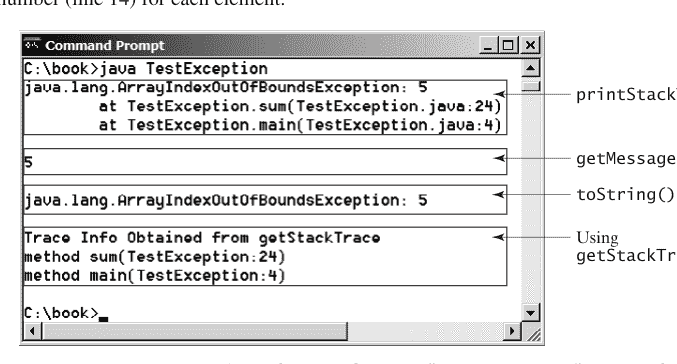 number (line 14) for each element.
Command Prompt
C:\book>java TestException
java.lang.ArrayIndexOutOfBoundsException: 5
at TestException.sum(TestException.java:24)
at TestException.main(TestException.java:4)
printStack
5
getMessage
java.lang.ArrayIndexOutOfBoundsException: 5
toString()
Trace Info Obtained from getStackTrace
method sum(TestException:24)
method main(TestException:4)
Using
getStackTr
C:\book>_